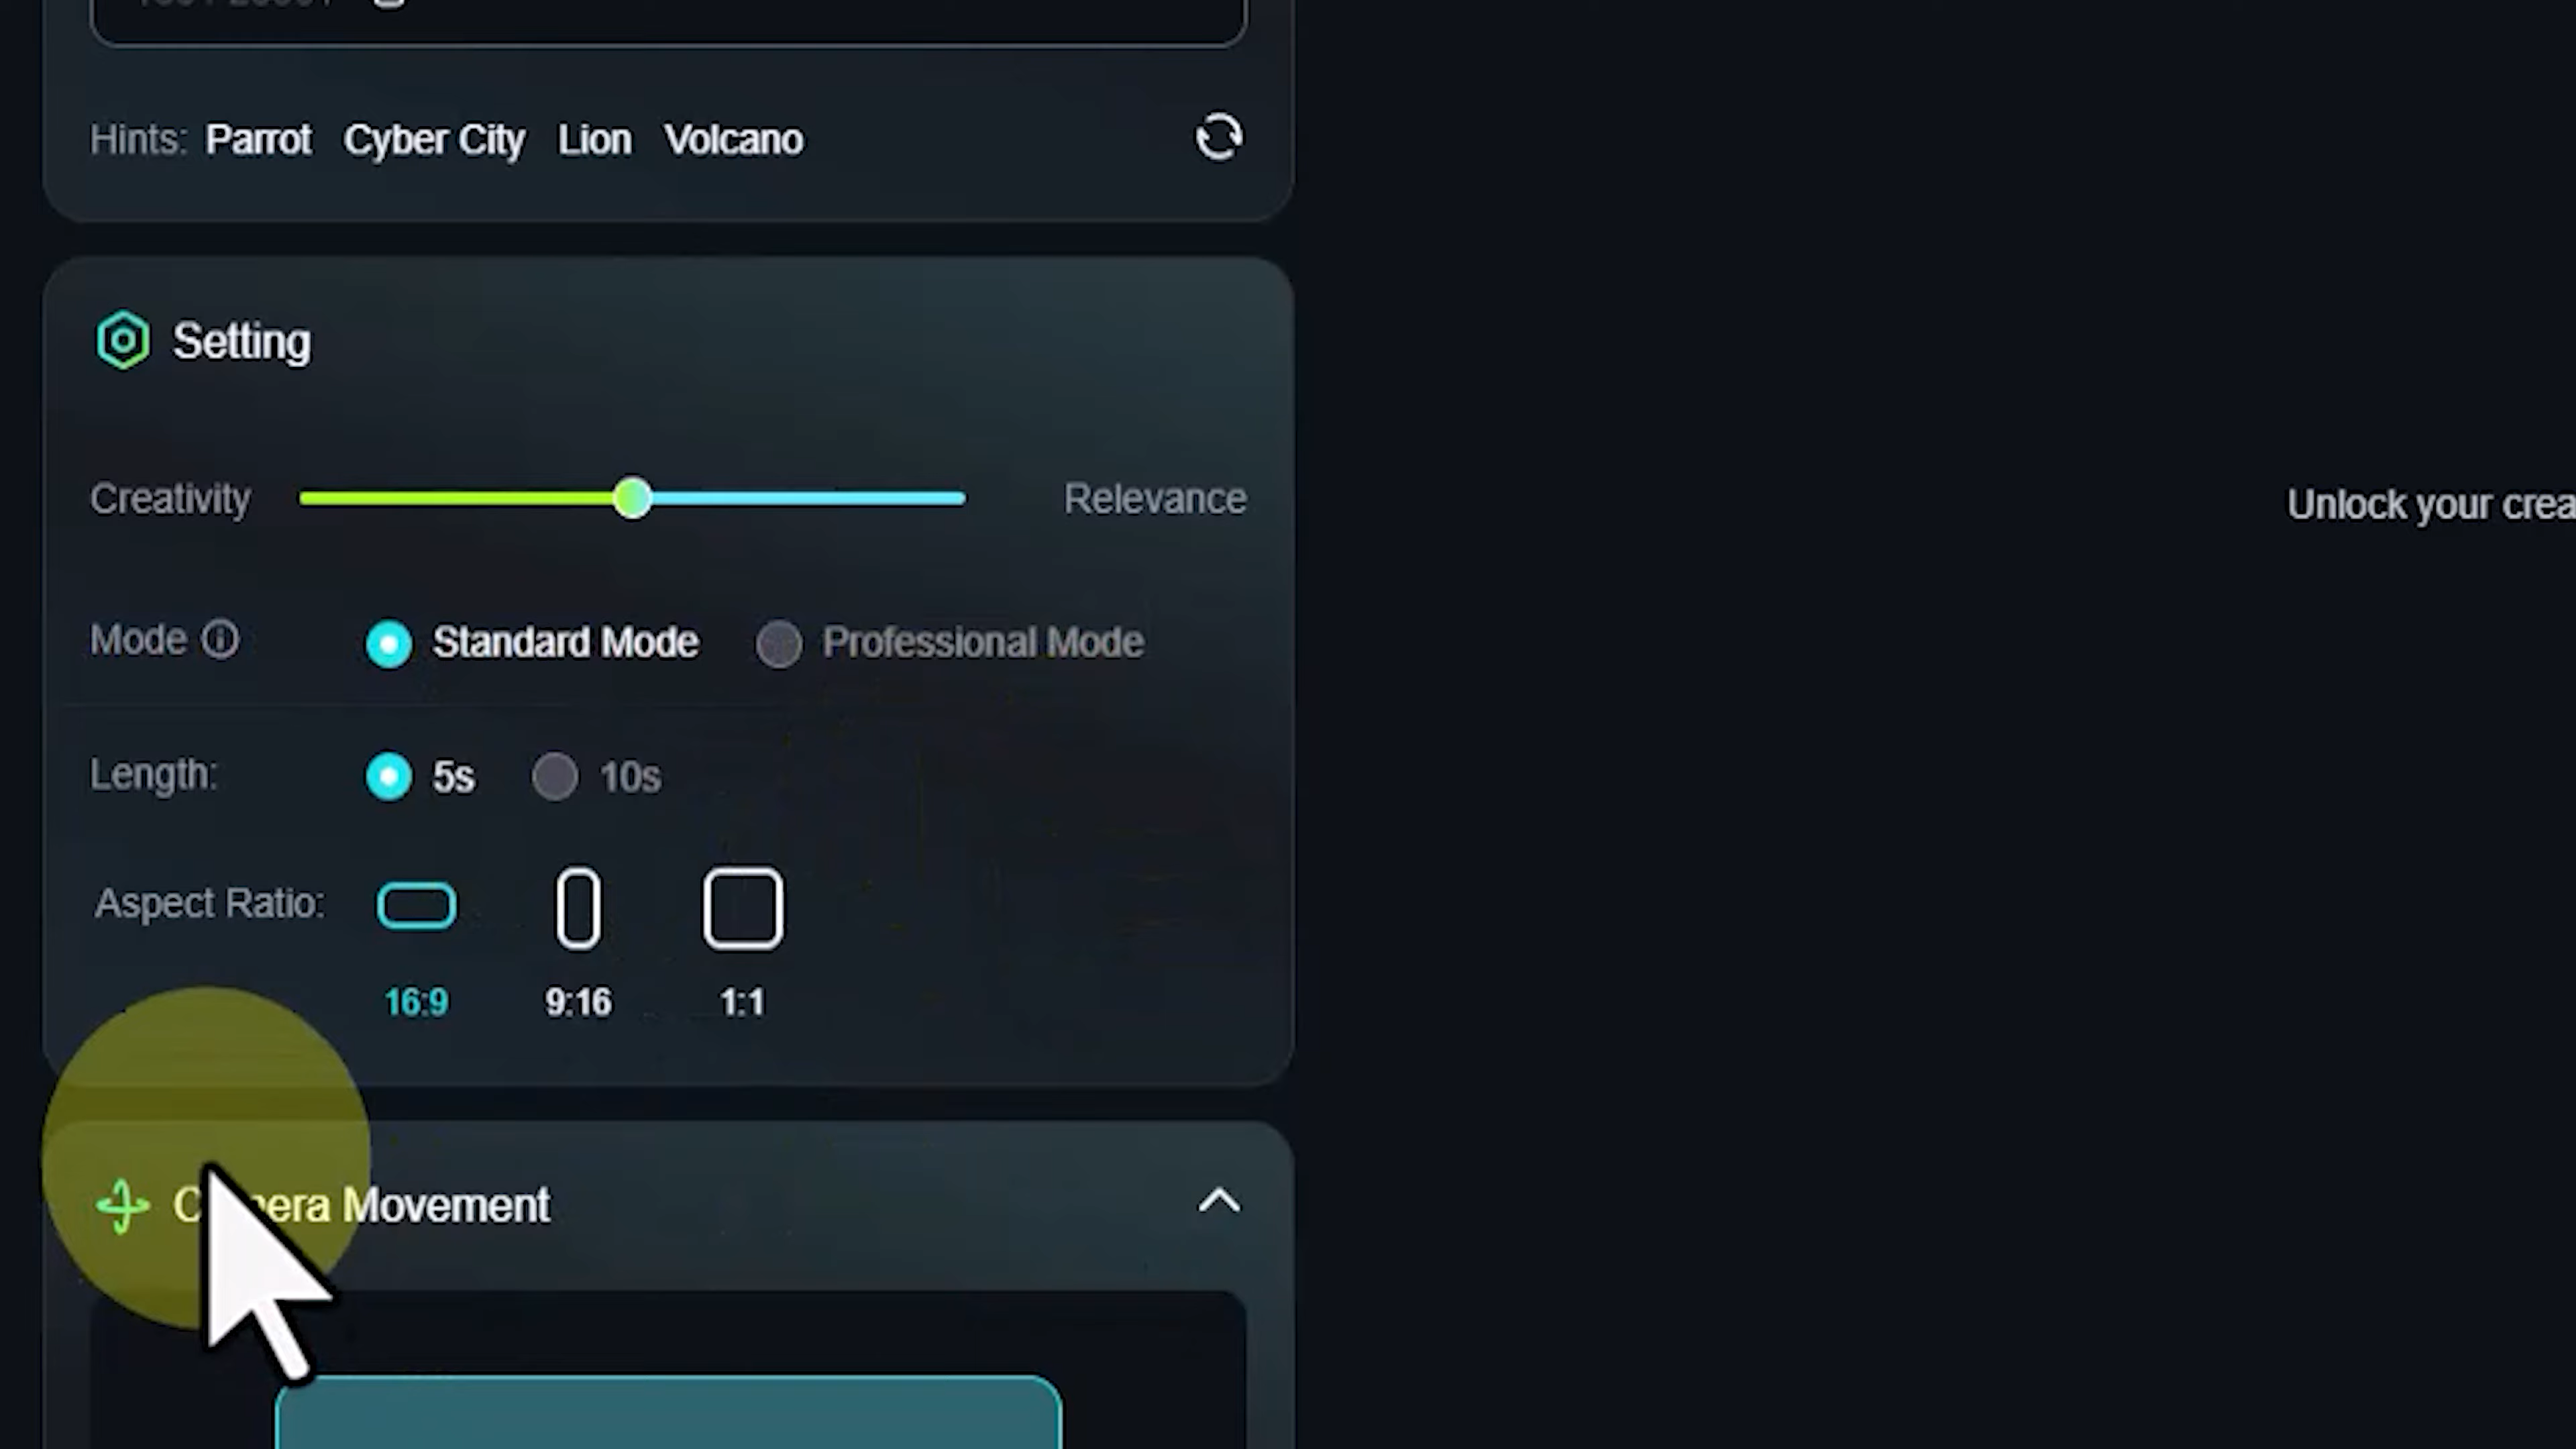 Hints: Parrot Cyber City Lion Volcano
Setting
Creativity Relevance
Unlock your crea
Mode Standard Mode Professional Mode
Length: 5s 10s
Aspect Ratio:
16:9 9:16 1:1
Camera Movement